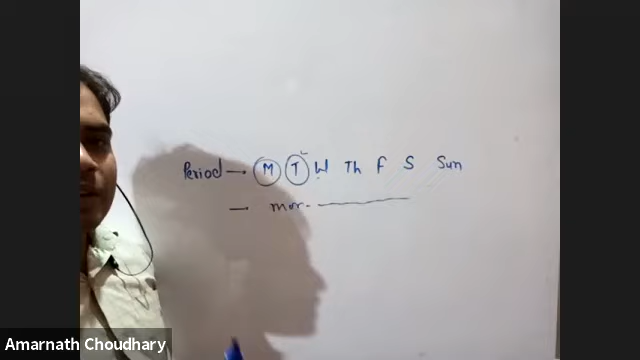 Period → M T W Th F S Sun
— mor.
Amarnath Choudhary